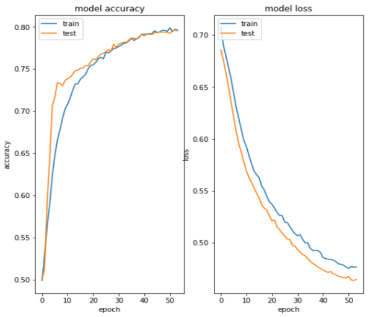 model accuracy
train
test
0.80
0.75
0.70
0.65
0.60
0.55
0.50
accuracy
0
10
20
30
40
50
epoch
model loss
train
test
0.70
0.65
0.60
0.55
0.50
loss
0
10
20
30
40
50
epoch